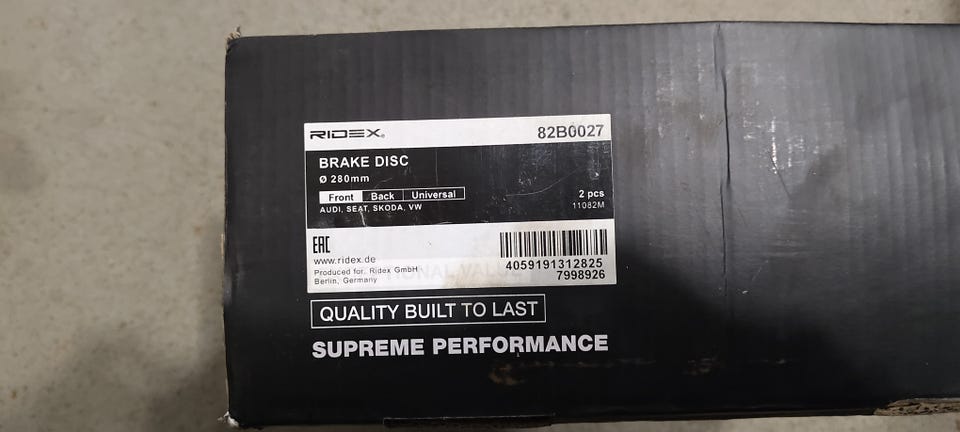 RIDEX® 82B0027
BRAKE DISC
Ø 280mm
Front Back Universal 2 pcs
AUDI, SEAT, SKODA, VW 11082M
EAC
www.ridex.de 4059191312825
Produced for: Ridex GmbH 7998926
Berlin, Germany
QUALITY BUILT TO LAST
SUPREME PERFORMANCE